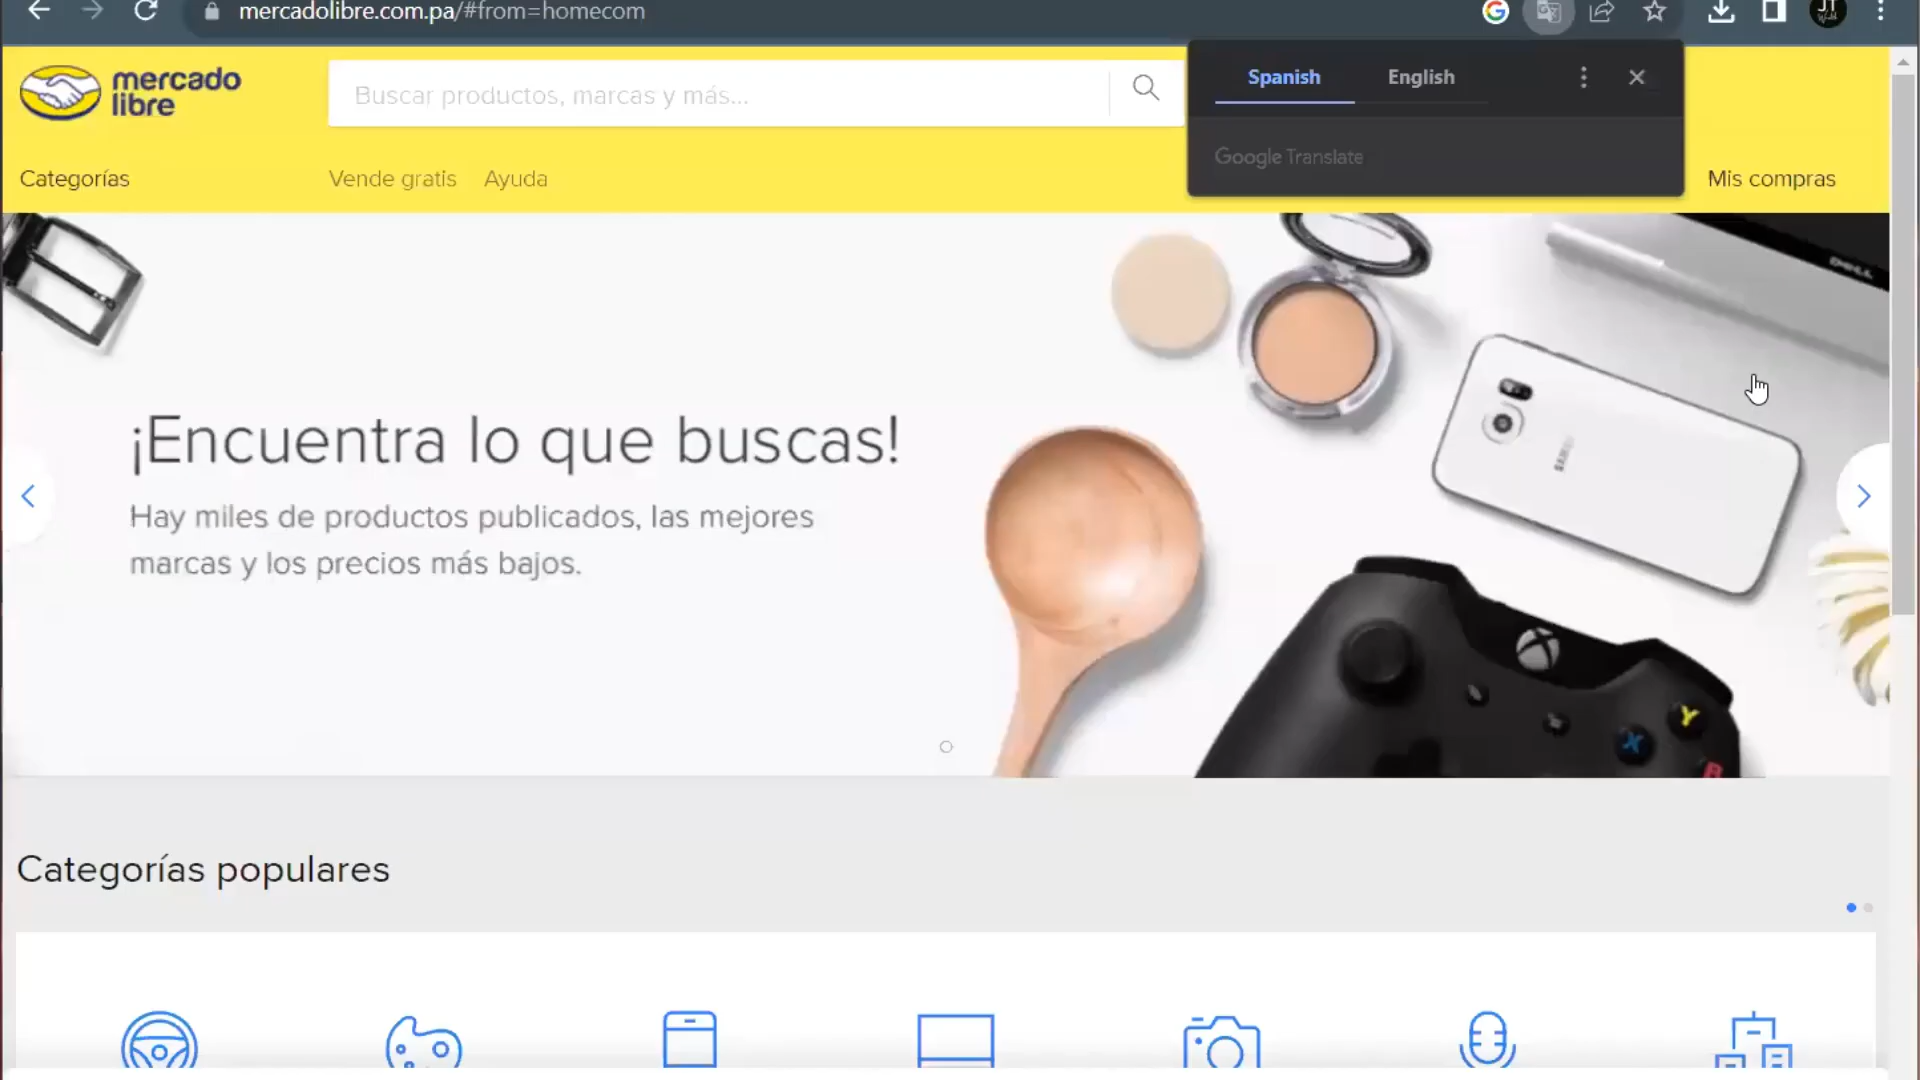 mercadolibre.com.pa/#from=homecom
JT
mercado
libre
Buscar productos, marcas y más...
Spanish
English
Google Translate
Categorías
Vende gratis
Ayuda
Mis compras
DELL
¡Encuentra lo que buscas!
Hay miles de productos publicados, las mejores
marcas y los precios más bajos.
Y
X
B
Categorías populares